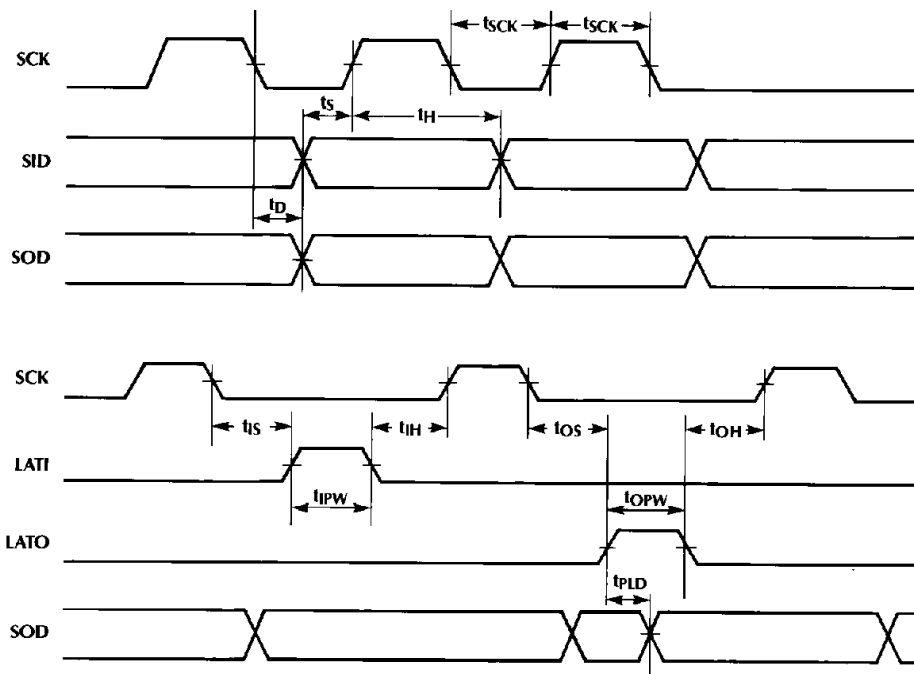 SCK
tSCK tSCK
tS
tH
SID
tD
SOD
SCK
tIS
tIH
tOS
tOH
LATI
tIPW
tOPW
LATO
tPLD
SOD